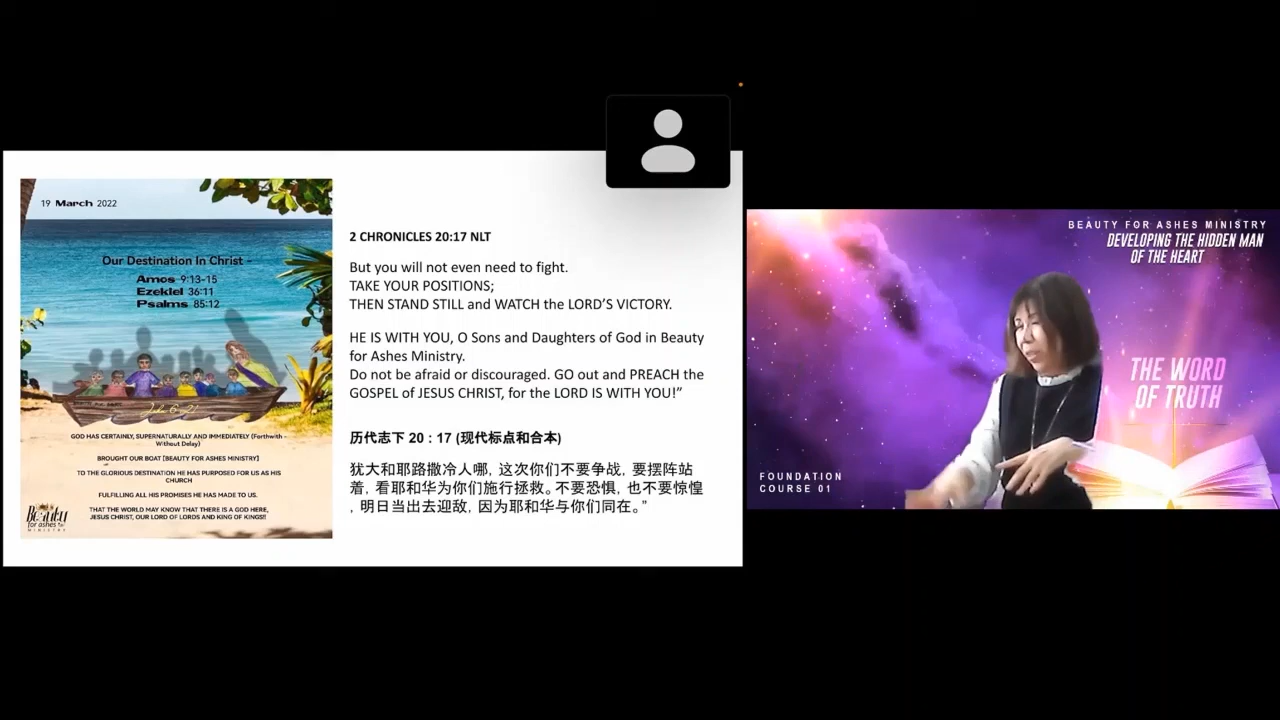 19 March 2022
Our Destination In Christ -
Amos 9:13-15
Ezekiel 36:11
Psalms 85:12
John 6:21
GOD HAS CERTAINLY, SUPERNATURALLY AND IMMEDIATELY (Forthwith -
Without Delay)
BROUGHT OUR BOAT [BEAUTY FOR ASHES MINISTRY]
TO THE GLORIOUS DESTINATION HE HAS PURPOSED FOR US AS HIS
CHURCH
FULFILLING ALL HIS PROMISES HE HAS MADE TO US.
THAT THE WORLD MAY KNOW THAT THERE IS A GOD HERE,
JESUS CHRIST, OUR LORD OF LORDS AND KING OF KINGS!!
Beauty
for ashes
MINISTRY
2 CHRONICLES 20:17 NLT
But you will not even need to fight.
TAKE YOUR POSITIONS;
THEN STAND STILL and WATCH the LORD’S VICTORY.
HE IS WITH YOU, O Sons and Daughters of God in Beauty
for Ashes Ministry.
Do not be afraid or discouraged. GO out and PREACH the
GOSPEL of JESUS CHRIST, for the LORD IS WITH YOU!”
历代志下 20：17 (现代标点和合本)
犹大和耶路撒冷人哪，这次你们不要争战，要摆阵站
着，看耶和华为你们施行拯救。不要恐惧，也不要惊惶
，明日当出去迎敌，因为耶和华与你们同在。”
BEAUTY FOR ASHES MINISTRY
DEVELOPING THE HIDDEN MAN
OF THE HEART
THE WORD
OF TRUTH
FOUNDATION
COURSE 01